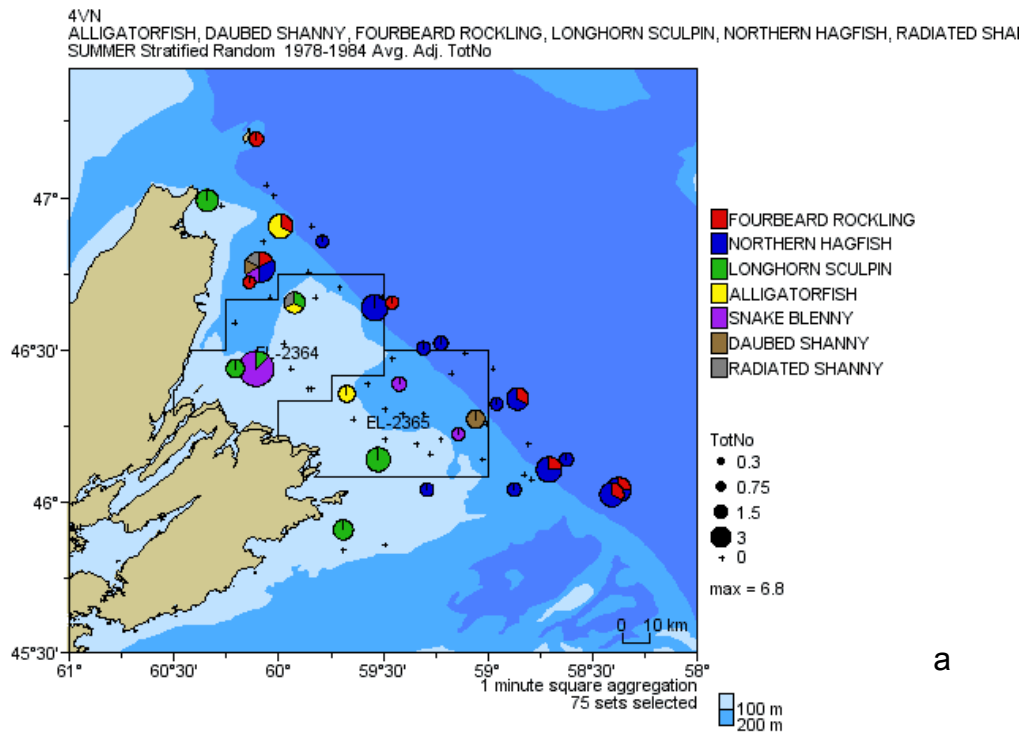 4VN
ALLIGATORFISH, DAUBED SHANNY, FOURBEARD ROCKLING, LONGHORN SCULPIN, NORTHERN HAGFISH, RADIATED SHA
SUMMER Stratified Random 1978-1984 Avg. Adj. TotNo
47°
46°30'
46°
45°30'
61°
60°30'
60°
59°30'
59°
58°30'
58°
EL-2364
EL-2365
FOURBEARD ROCKLING
NORTHERN HAGFISH
LONGHORN SCULPIN
ALLIGATORFISH
SNAKE BLENNY
DAUBED SHANNY
RADIATED SHANNY
TotNo
0.3
0.75
1.5
3
0
max = 6.8
0 10 km
1 minute square aggregation
75 sets selected
a
100 m
200 m